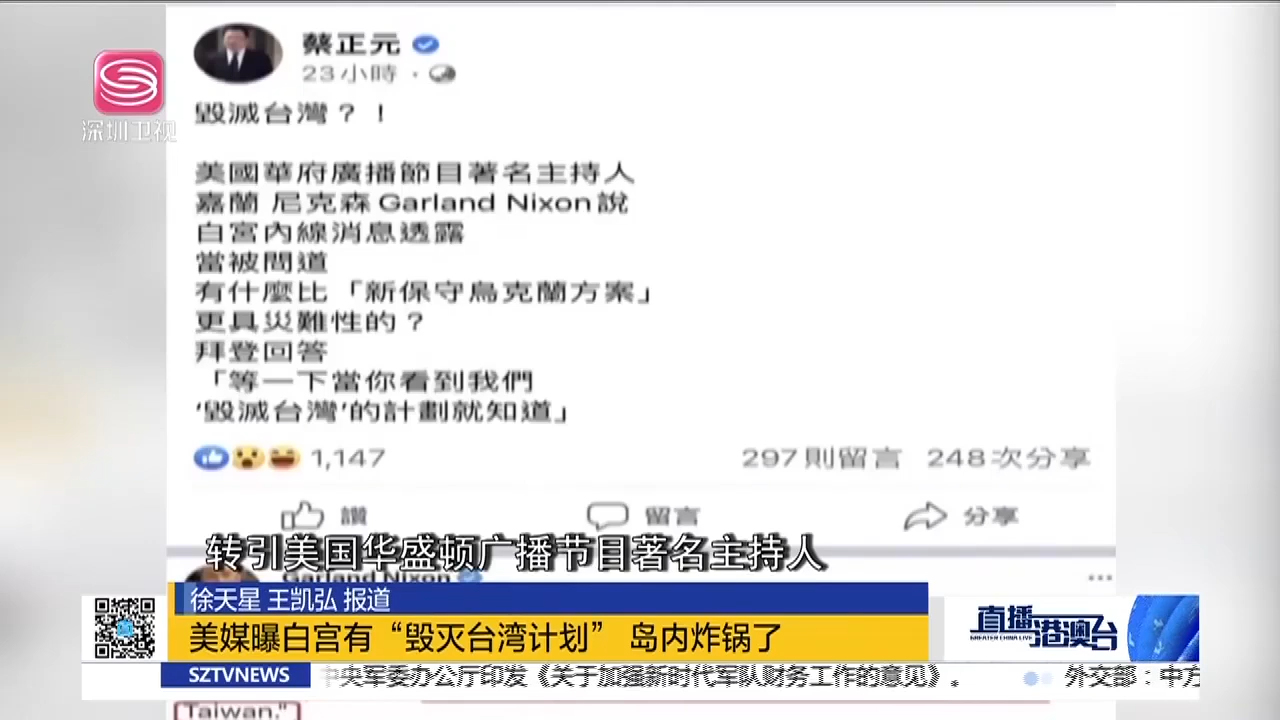 蔡正元
23小時
深圳卫视
毀滅台灣？！
美國華府廣播節目著名主持人
嘉蘭 尼克森 Garland Nixon 說
白宮內線消息透露
當被問道
有什麼比「新保守烏克蘭方案」
更具災難性的？
拜登回答
「等一下當你看到我們
‘毀滅台灣’的計劃就知道」
1,147
297則留言 248次分享
讚 留言 分享
转引美国华盛顿广播节目著名主持人
Garland Nixon
徐天星 王凯弘 报道
美媒曝白宫有“毁灭台湾计划” 岛内炸锅了
直播港澳台
GREATER CHINA LIVE
SZTVNEWS
中央军委办公厅印发《关于加强新时代军队财务工作的意见》。 外交部：中方
Taiwan."